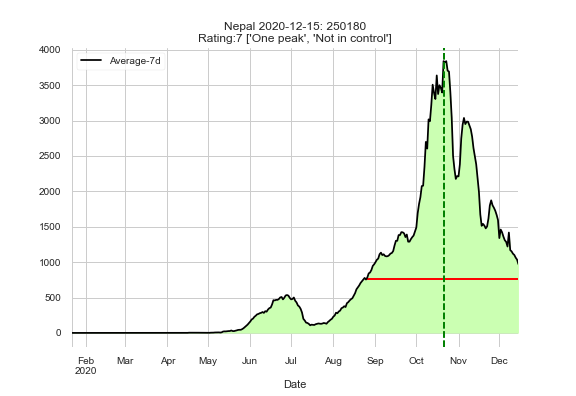 Nepal 2020-12-15: 250180
Rating:7 ['One peak', 'Not in control']
4000
Average-7d
3500
3000
2500
2000
1500
1000
500
0
Feb Mar Apr May Jun Jul Aug Sep Oct Nov Dec
2020
Date